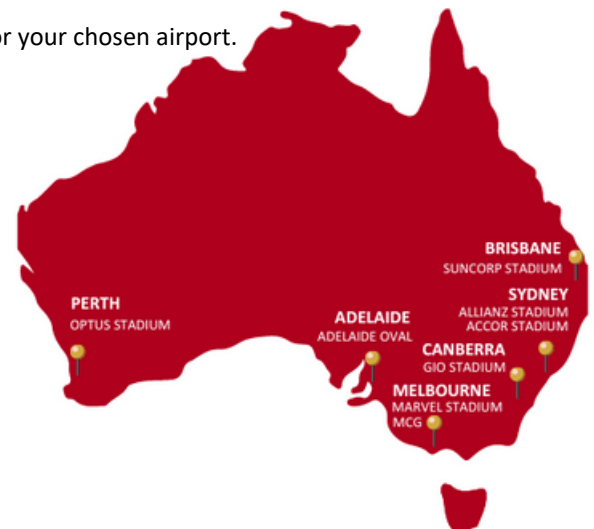 or your chosen airport.
BRISBANE
SUNCORP STADIUM
SYDNEY
ALLIANZ STADIUM
ACCOR STADIUM
PERTH
OPTUS STADIUM
ADELAIDE
ADELAIDE OVAL
CANBERRA
GIO STADIUM
MELBOURNE
MARVEL STADIUM
MCG